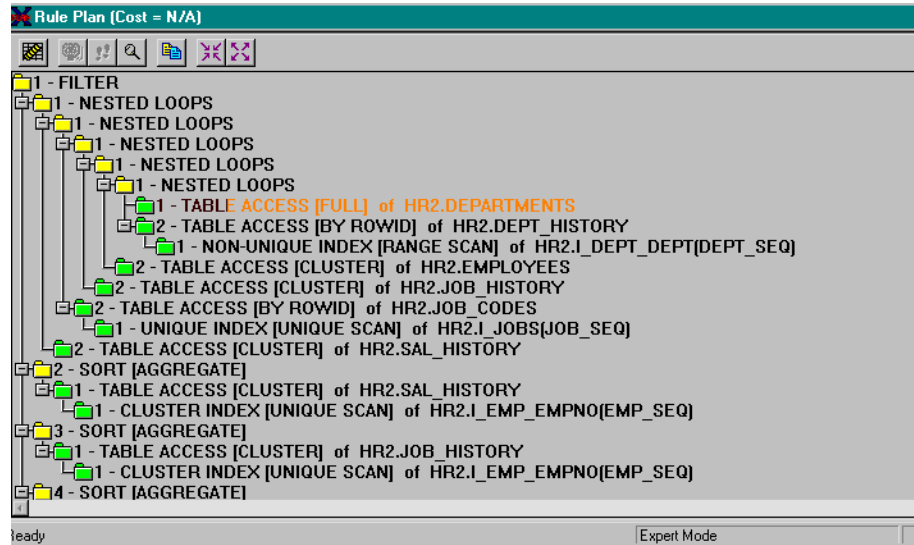 Rule Plan (Cost = N/A)
1 - FILTER
1 - NESTED LOOPS
1 - NESTED LOOPS
1 - NESTED LOOPS
1 - NESTED LOOPS
1 - NESTED LOOPS
1 - TABLE ACCESS [FULL] of HR2.DEPARTMENTS
2 - TABLE ACCESS [BY ROWID] of HR2.DEPT_HISTORY
1 - NON-UNIQUE INDEX [RANGE SCAN] of HR2.I_DEPT_DEPT(DEPT_SEQ)
2 - TABLE ACCESS [CLUSTER] of HR2.EMPLOYEES
2 - TABLE ACCESS [CLUSTER] of HR2.JOB_HISTORY
2 - TABLE ACCESS [BY ROWID] of HR2.JOB_CODES
1 - UNIQUE INDEX [UNIQUE SCAN] of HR2.I_JOBS(JOB_SEQ)
2 - TABLE ACCESS [CLUSTER] of HR2.SAL_HISTORY
2 - SORT [AGGREGATE]
1 - TABLE ACCESS [CLUSTER] of HR2.SAL_HISTORY
1 - CLUSTER INDEX [UNIQUE SCAN] of HR2.I_EMP_EMPNO(EMP_SEQ)
3 - SORT [AGGREGATE]
1 - TABLE ACCESS [CLUSTER] of HR2.JOB_HISTORY
1 - CLUSTER INDEX [UNIQUE SCAN] of HR2.I_EMP_EMPNO(EMP_SEQ)
4 - SORT [AGGREGATE]
Ready Expert Mode